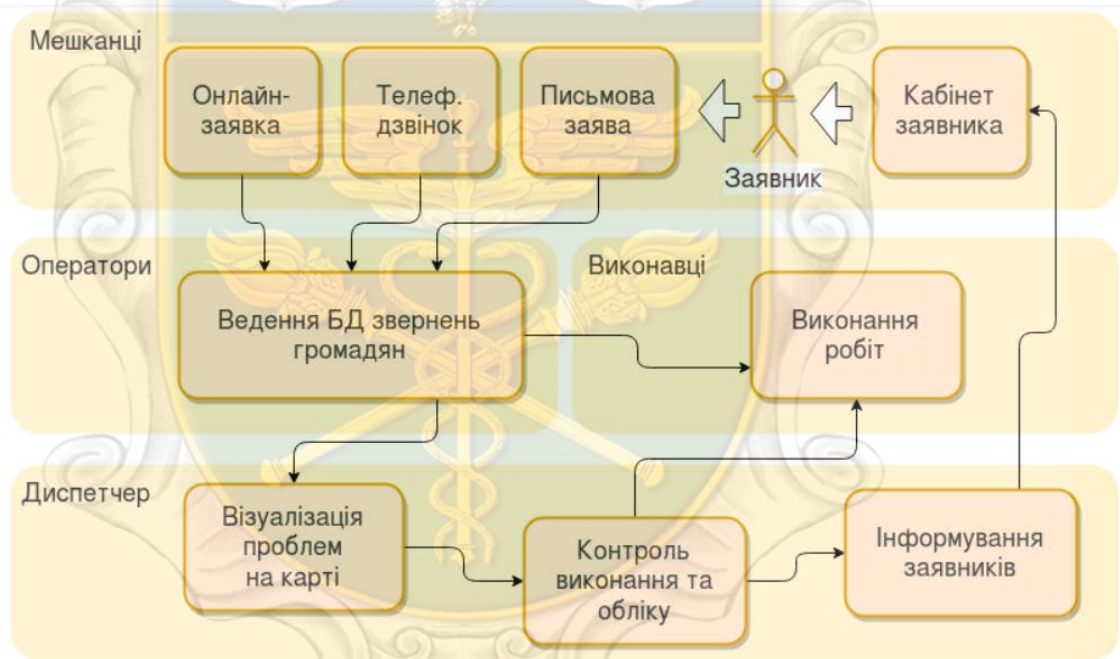 Мешканці
Онлайн-
заявка
Телеф.
дзвінок
Письмова
заява
Заявник
Кабінет
заявника
Оператори
Ведення БД звернень
громадян
Виконавці
Виконання
робіт
Диспетчер
Візуалізація
проблем
на карті
Контроль
виконання та
обліку
Інформування
заявників